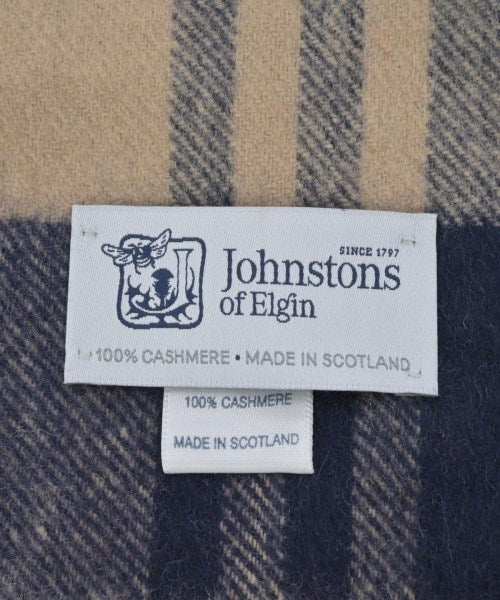 SINCE 1797
Johnstons
of Elgin
100% CASHMERE • MADE IN SCOTLAND
100% CASHMERE
MADE IN SCOTLAND